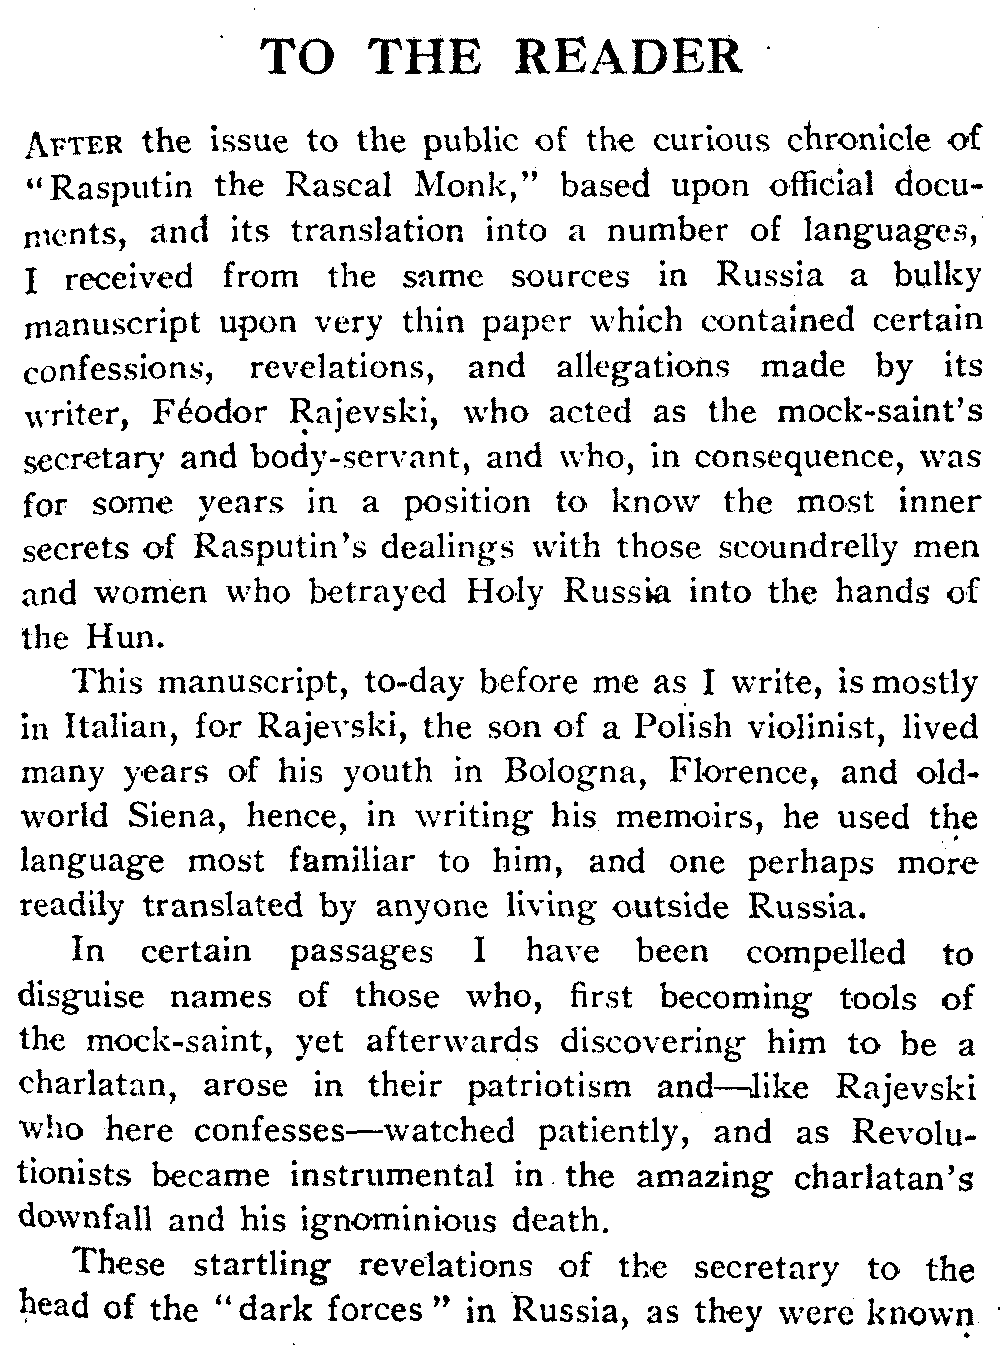 TO THE READER
AFTER the issue to the public of the curious chronicle of
“Rasputin the Rascal Monk,” based upon official docu-
ments, and its translation into a number of languages,
I received from the same sources in Russia a bulky
manuscript upon very thin paper which contained certain
confessions, revelations, and allegations made by its
writer, Féodor Rajevski, who acted as the mock-saint’s
secretary and body-servant, and who, in consequence, was
for some years in a position to know the most inner
secrets of Rasputin’s dealings with those scoundrelly men
and women who betrayed Holy Russia into the hands of
the Hun.
This manuscript, to-day before me as I write, is mostly
in Italian, for Rajevski, the son of a Polish violinist, lived
many years of his youth in Bologna, Florence, and old-
world Siena, hence, in writing his memoirs, he used the
language most familiar to him, and one perhaps more
readily translated by anyone living outside Russia.
In certain passages I have been compelled to
disguise names of those who, first becoming tools of
the mock-saint, yet afterwards discovering him to be a
charlatan, arose in their patriotism and—like Rajevski
who here confesses—watched patiently, and as Revolu-
tionists became instrumental in the amazing charlatan’s
downfall and his ignominious death.
These startling revelations of the secretary to the
head of the “dark forces” in Russia, as they were known